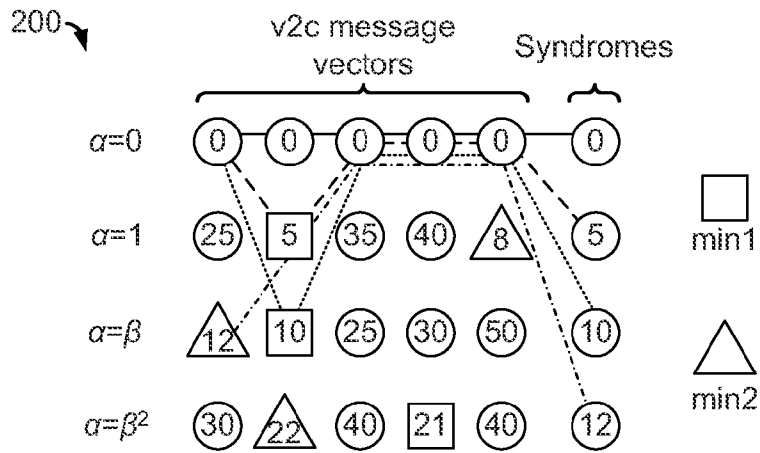 200
v2c message
vectors
Syndromes
α=0 0 0 0 0 0 0
α=1 25 5 35 40 8 5
min1
α=β 12 10 25 30 50 10
min2
α=β² 30 22 40 21 40 12